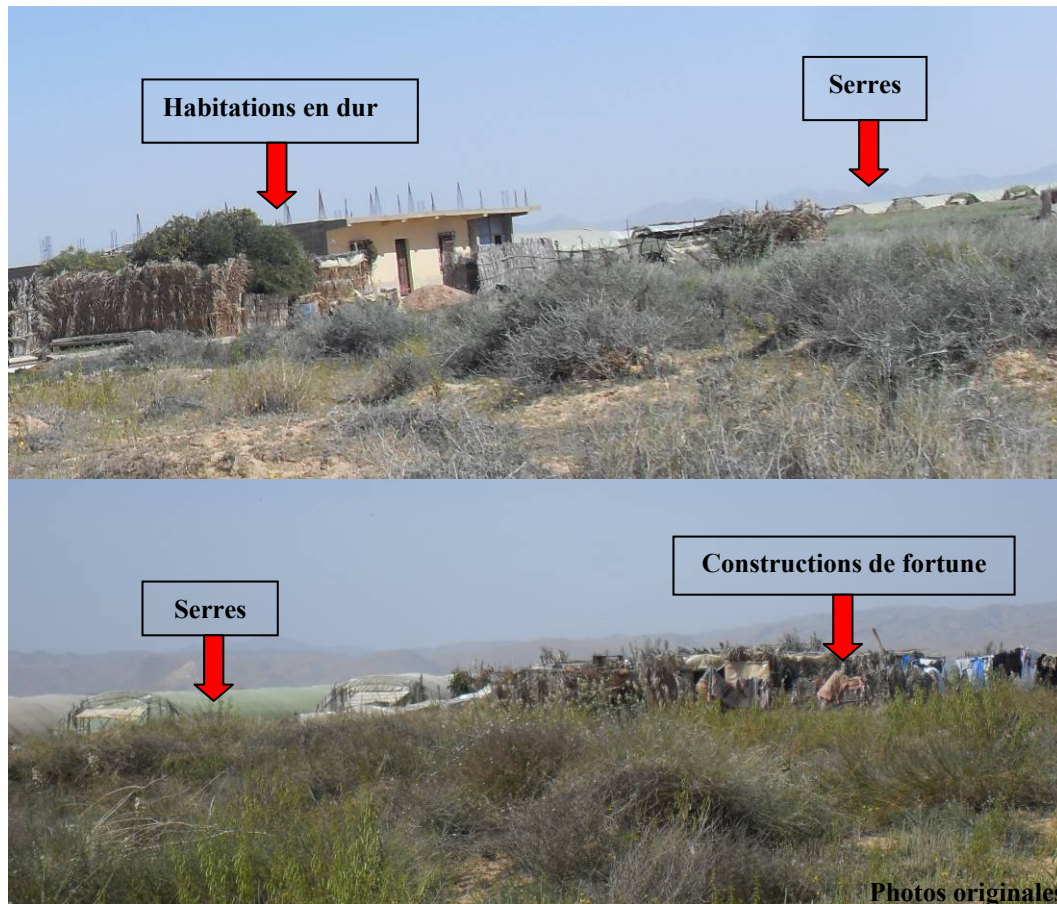 Habitations en dur
Serres
Constructions de fortune
Serres
Photos originales